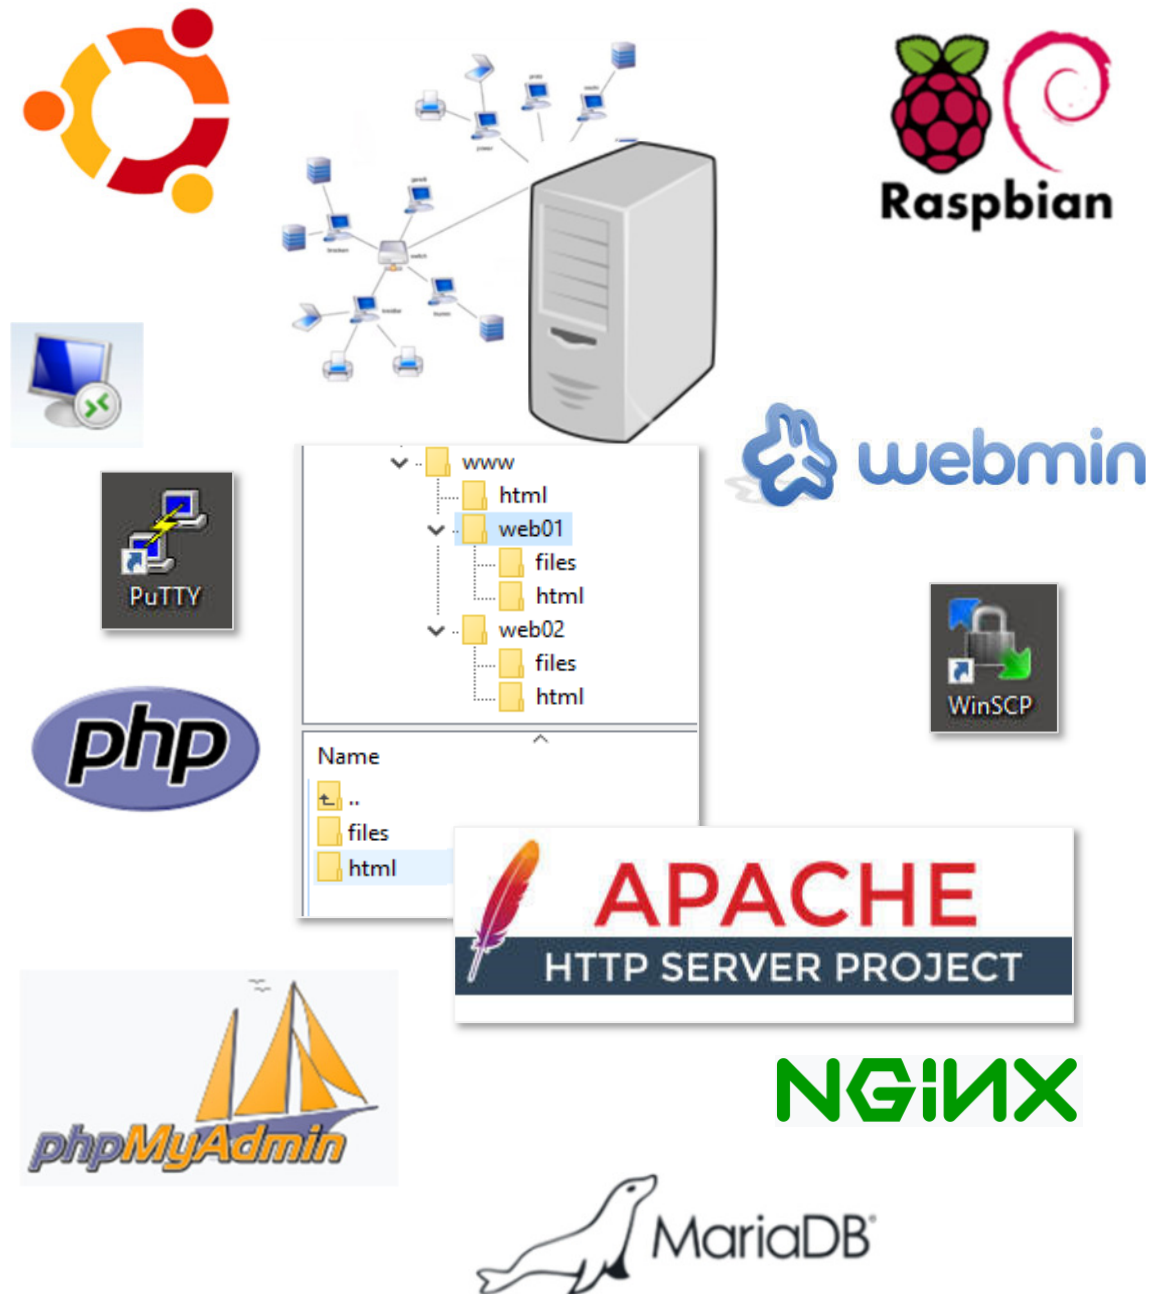 Raspbian
www
html
web01
files
html
web02
files
html
Name
..
files
html
webmin
PuTTY
WinSCP
php
APACHE
HTTP SERVER PROJECT
phpMyAdmin
NGiNX
MariaDB®
switch